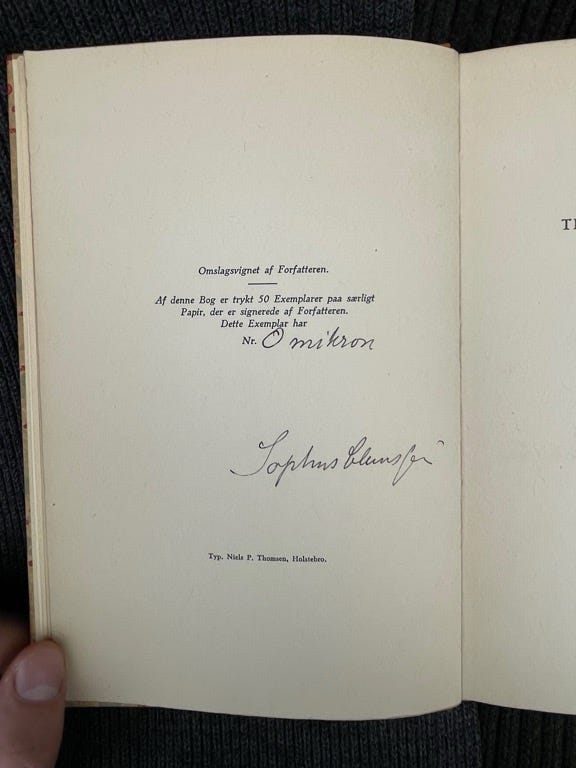 Omslagsvignet af Forfatteren.
Af denne Bog er trykt 50 Exemplarer paa særligt
Papir, der er signerede af Forfatteren.
Dette Exemplar har
Nr. Omikron
Sophus Claussen
Typ. Niels P. Thomsen, Holstebro.